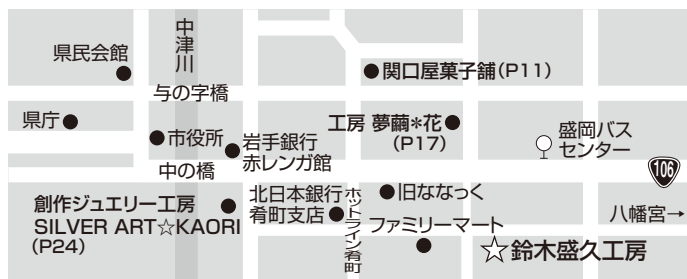 中津川
県民会館
与の字橋
関口屋菓子舗(P11)
県庁
市役所
岩手銀行
赤レンガ館
工房 夢繭*花
(P17)
盛岡バス
センター
中の橋
106
創作ジュエリー工房
SILVER ART☆KAORI
(P24)
北日本銀行
肴町支店
ホットライン肴町
旧ななっく
ファミリーマート
八幡宮→
☆鈴木盛久工房